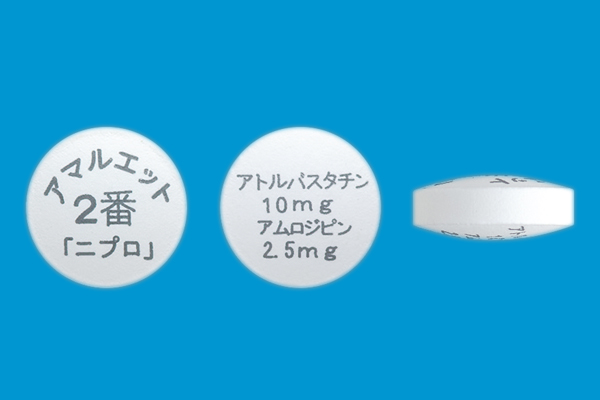 アマルエット
2番
「ニプロ」
アトルバスタチン
10mg
アムロジピン
2.5mg